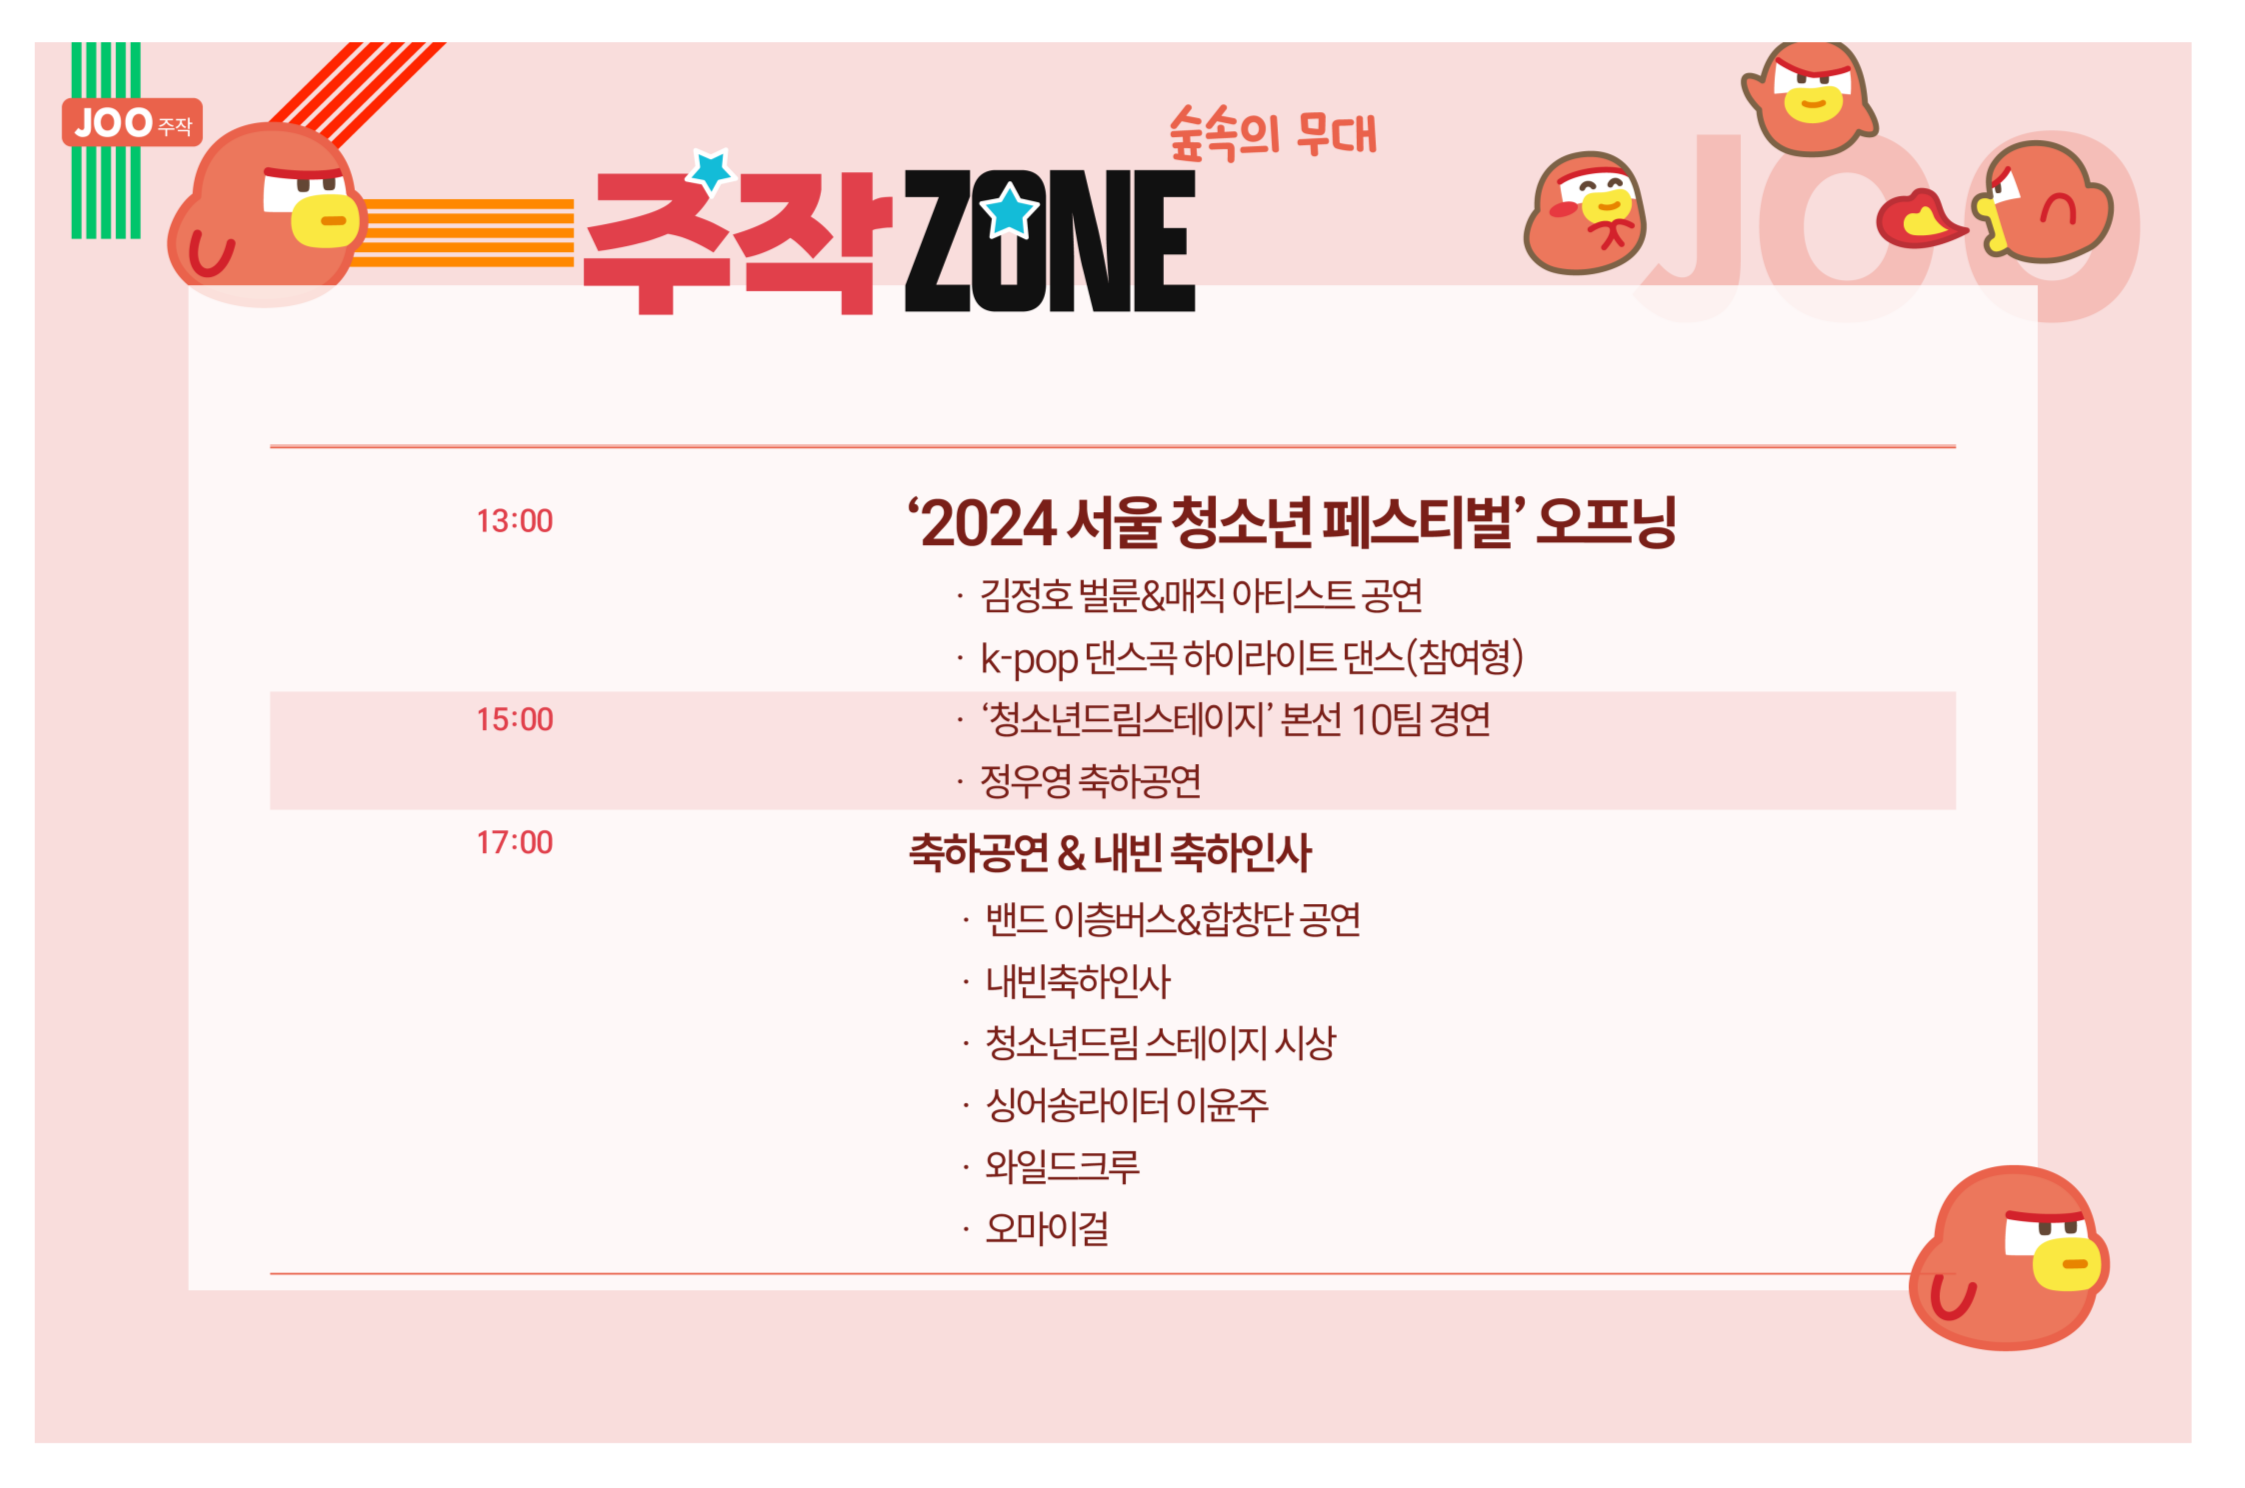 JOO 주작
숲속의 무대
주작 ZONE
JOO
13:00
‘2024 서울 청소년 페스티벌’ 오프닝
· 김정호 벌룬&매직 아티스트 공연
· k-pop 댄스곡 하이라이트 댄스(참여형)
15:00
· ‘청소년드림스테이지’ 본선 10팀 경연
· 정우영 축하공연
17:00
축하공연 & 내빈 축하인사
· 밴드 이층버스&합창단 공연
· 내빈축하인사
· 청소년드림 스테이지 시상
· 싱어송라이터 이윤주
· 와일드크루
· 오마이걸